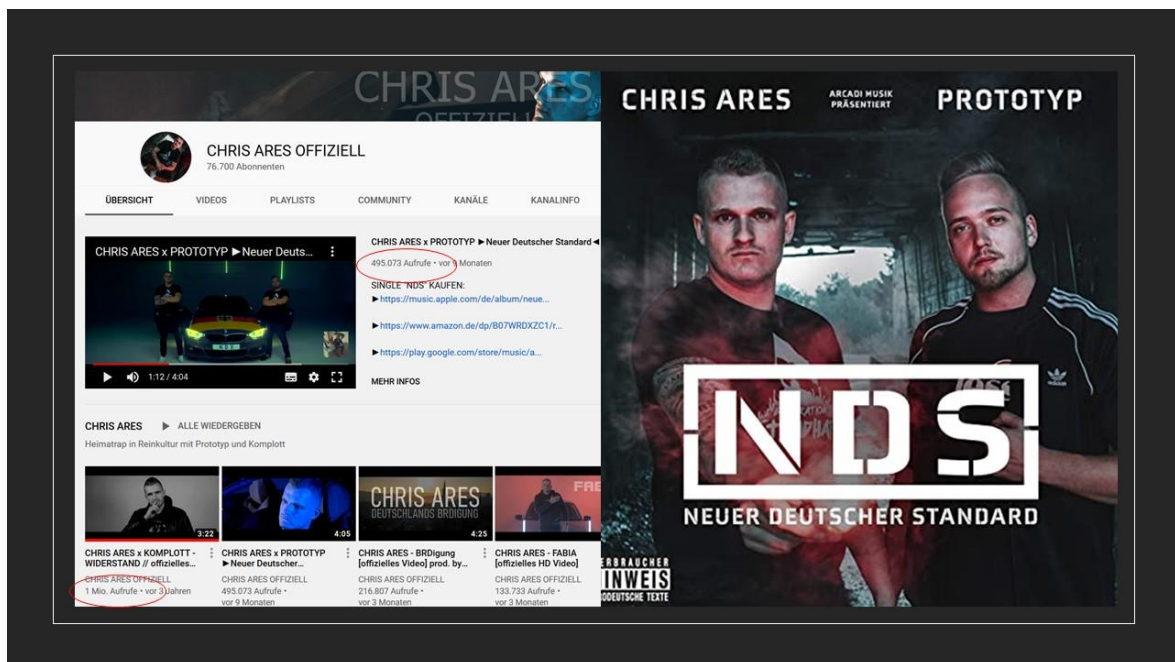 CHRIS ARES
OFFIZIELL
CHRIS ARES OFFIZIELL
76.700 Abonnenten
ÜBERSICHT VIDEOS PLAYLISTS COMMUNITY KANÄLE KANALINFO
CHRIS ARES x PROTOTYP ►Neuer Deuts...
NDS
1:12 / 4:04
CHRIS ARES x PROTOTYP ►Neuer Deutscher Standard◄
495.073 Aufrufe • vor 9 Monaten
SINGLE "NDS" KAUFEN:
►https://music.apple.com/de/album/neue...
►https://www.amazon.de/dp/B07WRDXZC1/r...
►https://play.google.com/store/music/a...
MEHR INFOS
CHRIS ARES ► ALLE WIEDERGEBEN
Heimatrap in Reinkultur mit Prototyp und Komplott
3:22
CHRIS ARES x KOMPLOTT -
WIDERSTAND // offizielles...
CHRIS ARES OFFIZIELL
1 Mio. Aufrufe • vor 3 Jahren
4:05
CHRIS ARES x PROTOTYP
►Neuer Deutscher...
CHRIS ARES OFFIZIELL
495.073 Aufrufe •
vor 9 Monaten
CHRIS ARES
DEUTSCHLANDS BRDIGUNG
4:25
CHRIS ARES - BRDigung
[offizielles Video] prod. by...
CHRIS ARES OFFIZIELL
216.807 Aufrufe •
vor 3 Monaten
CHRIS ARES - FABIA
[offizielles HD Video]
CHRIS ARES OFFIZIELL
133.733 Aufrufe •
vor 3 Monaten
CHRIS ARES
ARCADI MUSIK
PRÄSENTIERT
PROTOTYP
adidas
NDS
NEUER DEUTSCHER STANDARD
ERBRAUCHER
INWEIS
ODEUTSCHE TEXTE